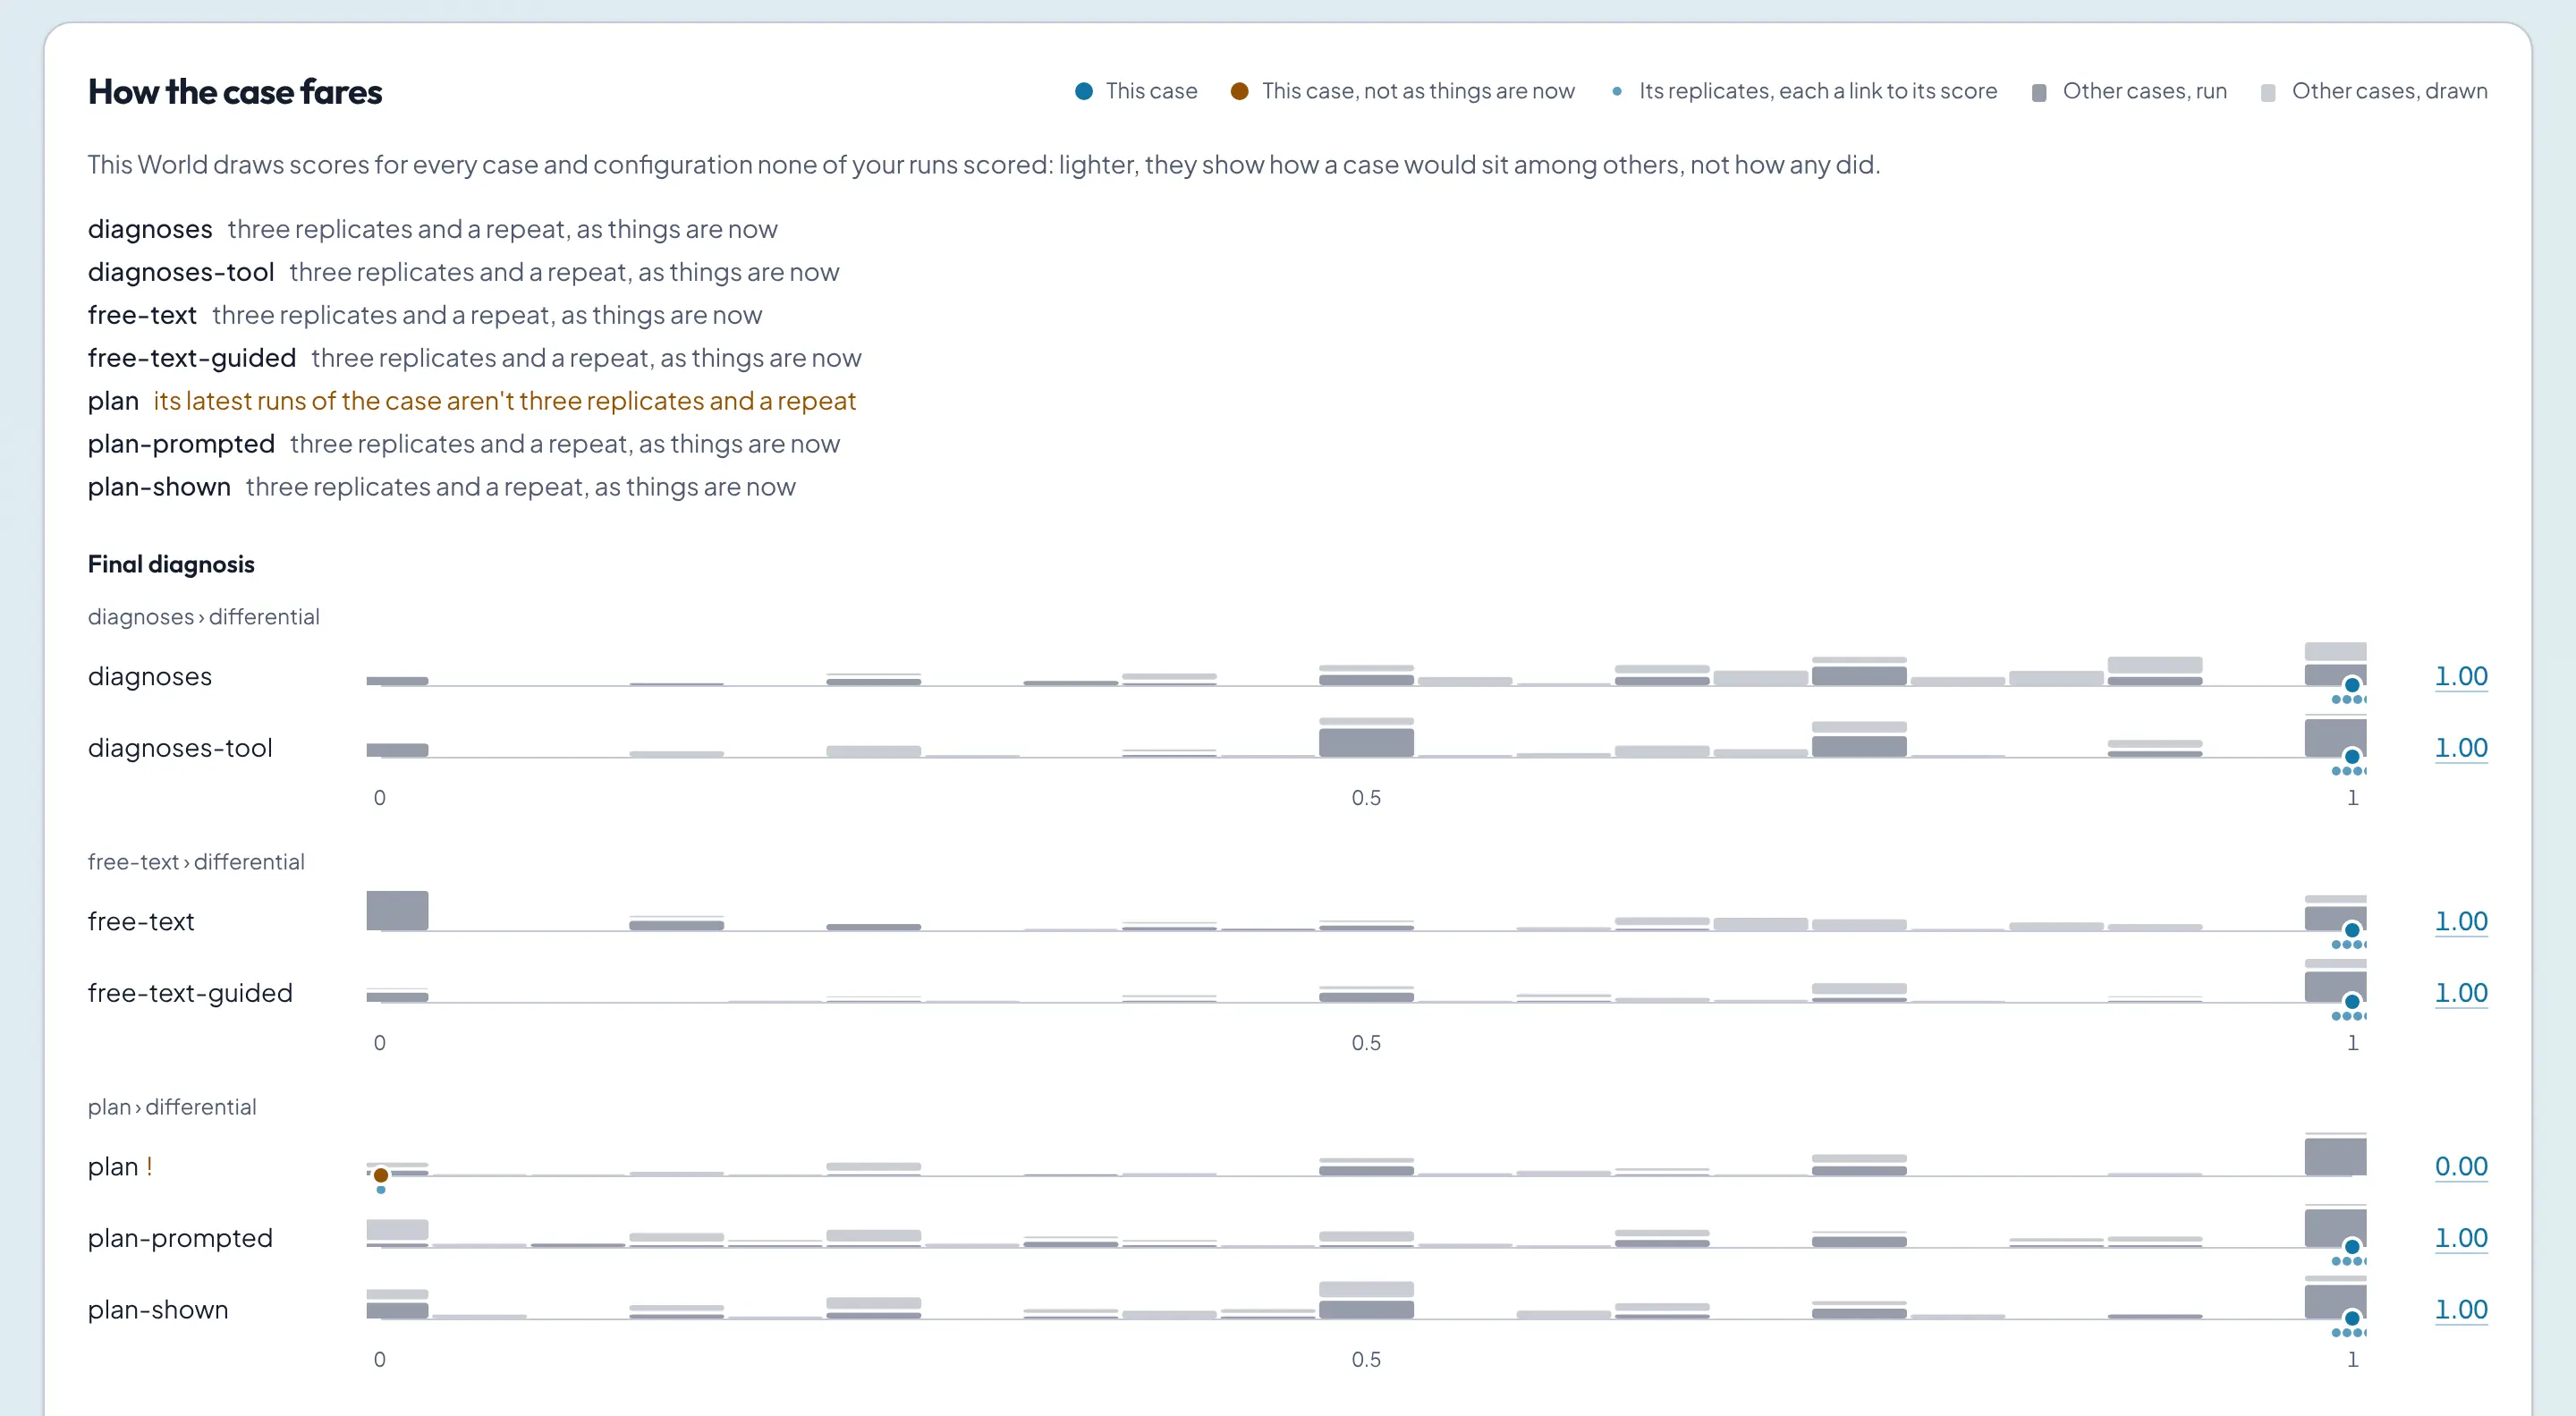 How the case fares
This case
This case, not as things are now
Its replicates, each a link to its score
Other cases, run
Other cases, drawn
This World draws scores for every case and configuration none of your runs scored: lighter, they show how a case would sit among others, not how any did.
diagnoses three replicates and a repeat, as things are now
diagnoses-tool three replicates and a repeat, as things are now
free-text three replicates and a repeat, as things are now
free-text-guided three replicates and a repeat, as things are now
plan its latest runs of the case aren't three replicates and a repeat
plan-prompted three replicates and a repeat, as things are now
plan-shown three replicates and a repeat, as things are now
Final diagnosis
diagnoses › differential
diagnoses 1.00
diagnoses-tool 1.00
0 0.5 1
free-text › differential
free-text 1.00
free-text-guided 1.00
0 0.5 1
plan › differential
plan ! 0.00
plan-prompted 1.00
plan-shown 1.00
0 0.5 1